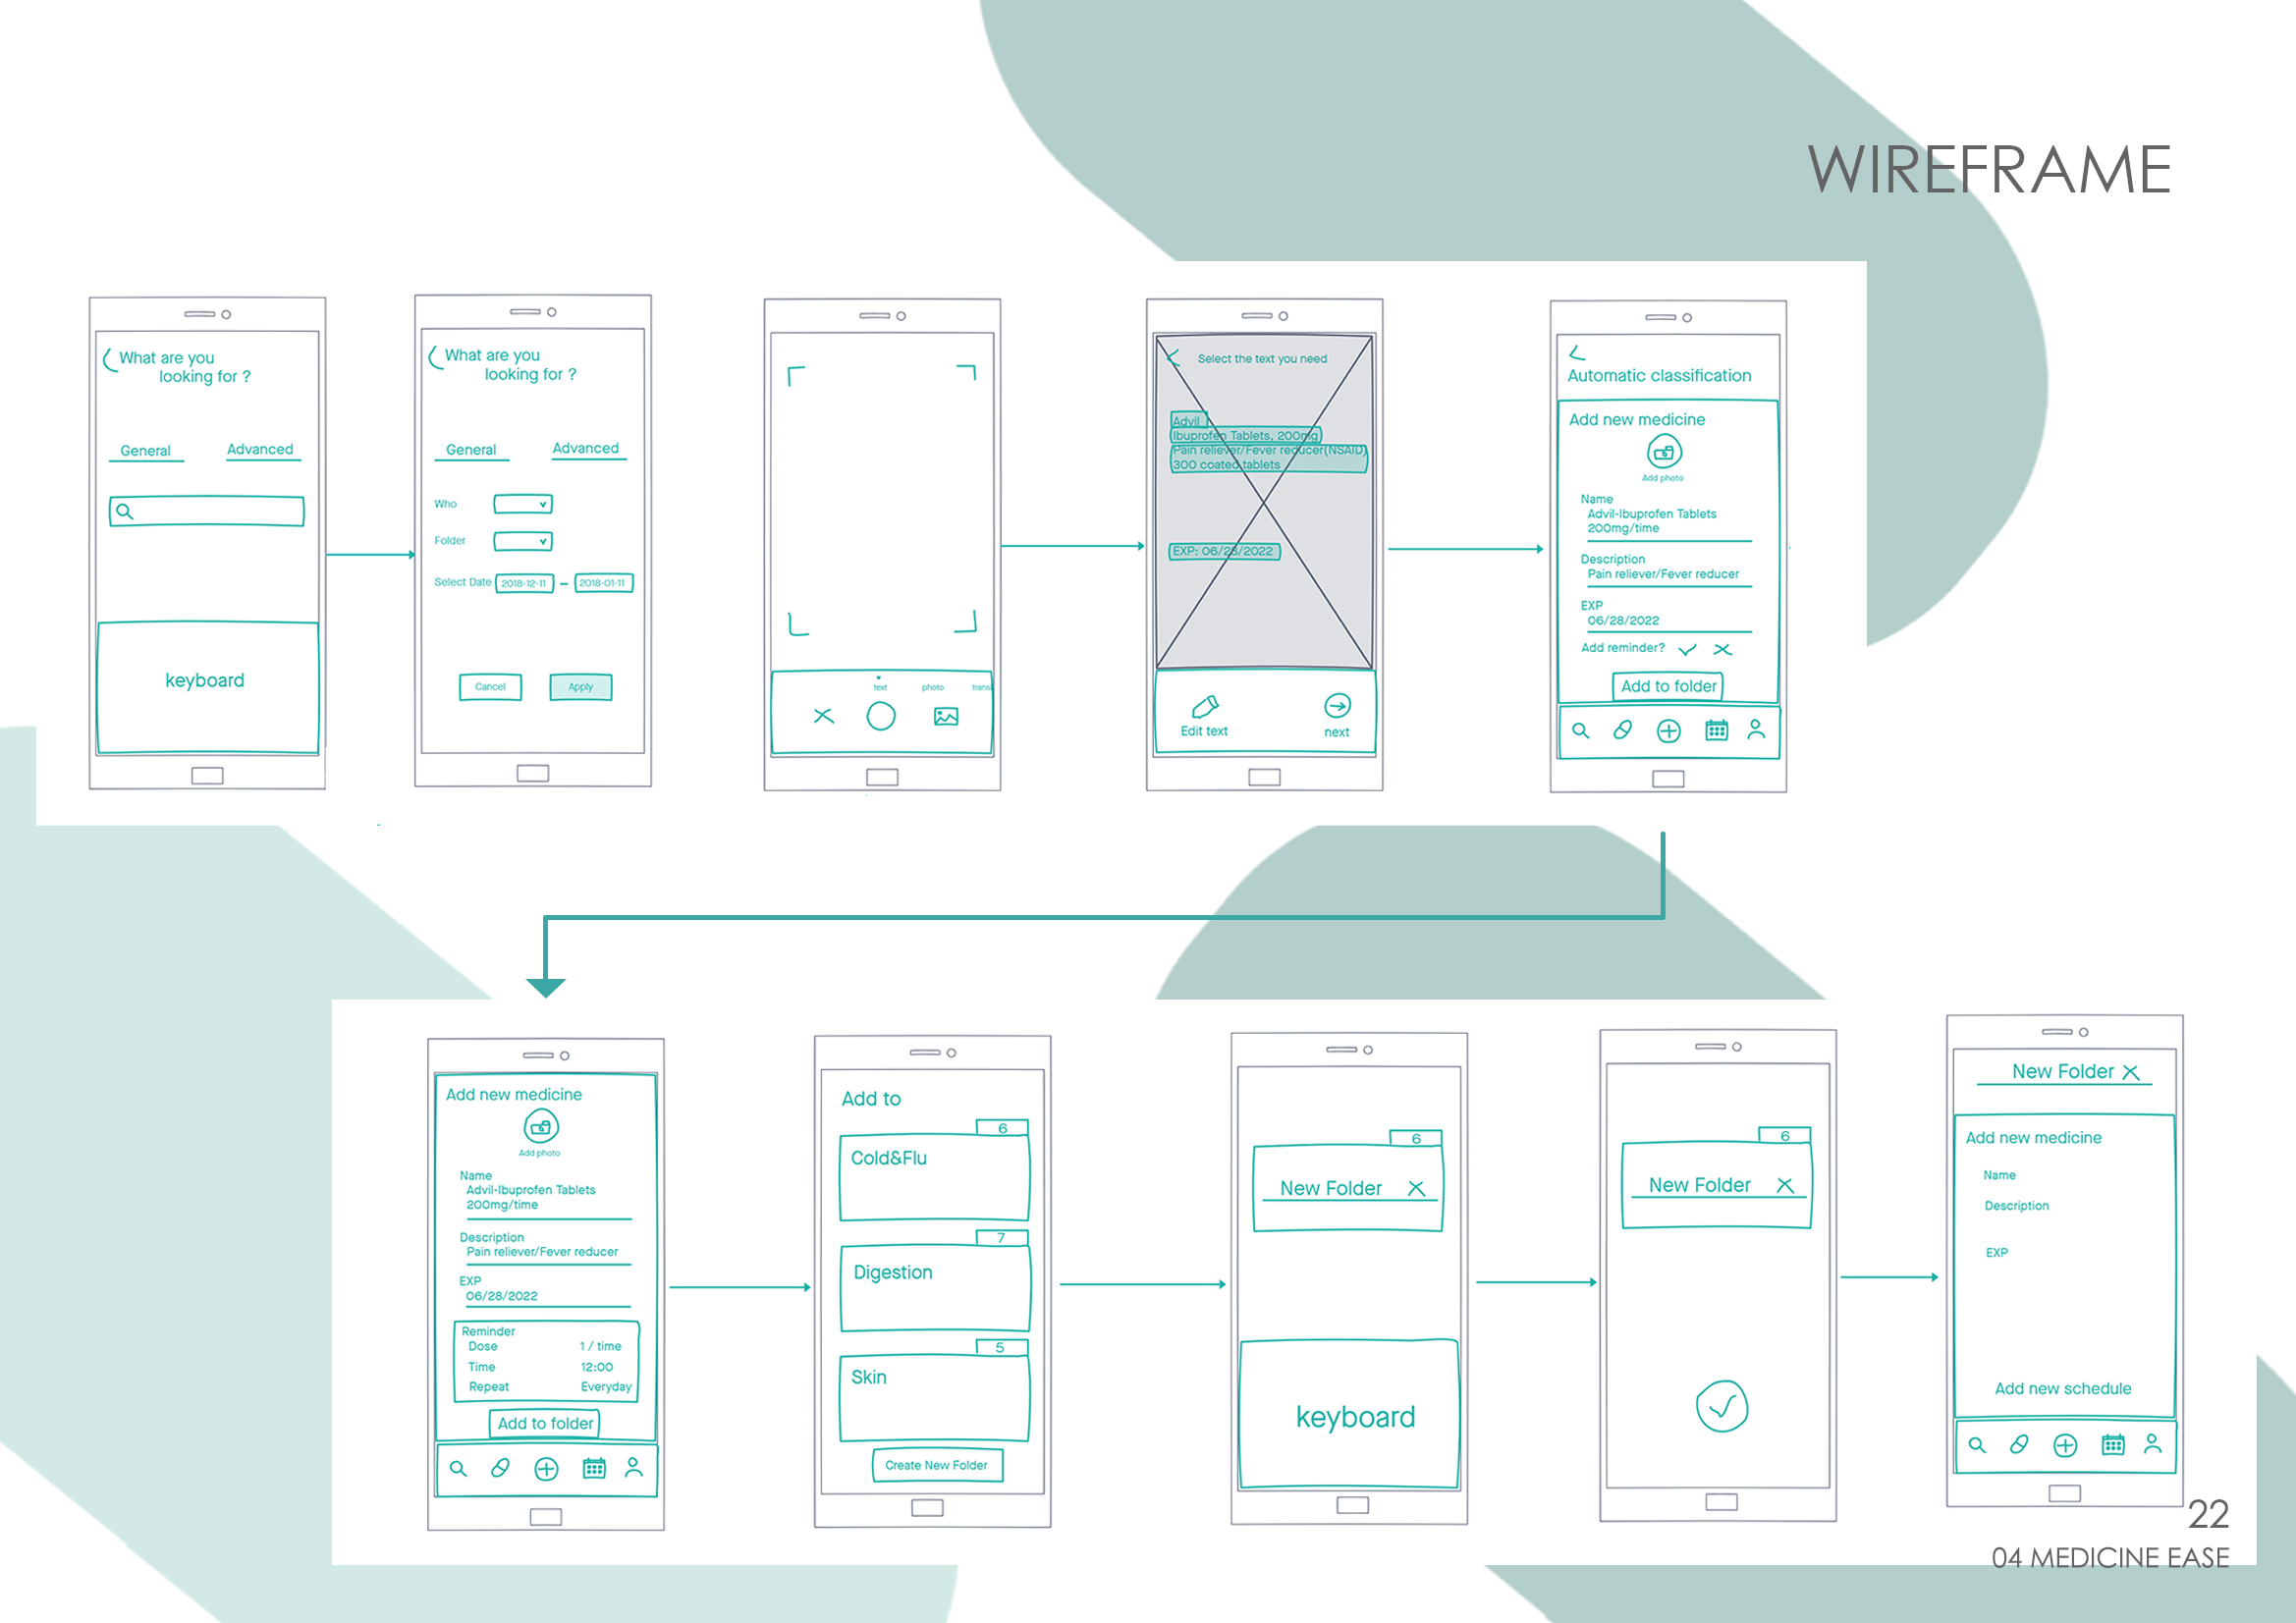 WIREFRAME
What are you
looking for ?
General
Advanced
keyboard
What are you
looking for ?
General
Advanced
Who
Folder
Select Date
2018-12-11
–
2018-01-11
Cancel
Apply
text
photo
transl
Select the text you need
Advil
Ibuprofen Tablets, 200mg
Pain reliever/Fever reducer(NSAID)
300 coated tablets
EXP: 06/28/2022
Edit text
next
Automatic classification
Add new medicine
Add photo
Name
Advil-Ibuprofen Tablets
200mg/time
Description
Pain reliever/Fever reducer
EXP
06/28/2022
Add reminder?
Add to folder
Add new medicine
Add photo
Name
Advil-Ibuprofen Tablets
200mg/time
Description
Pain reliever/Fever reducer
EXP
06/28/2022
Reminder
Dose 1 / time
Time 12:00
Repeat Everyday
Add to folder
Add to
6
Cold&Flu
7
Digestion
5
Skin
Create New Folder
6
New Folder
keyboard
6
New Folder
New Folder
Add new medicine
Name
Description
EXP
Add new schedule
22
04 MEDICINE EASE